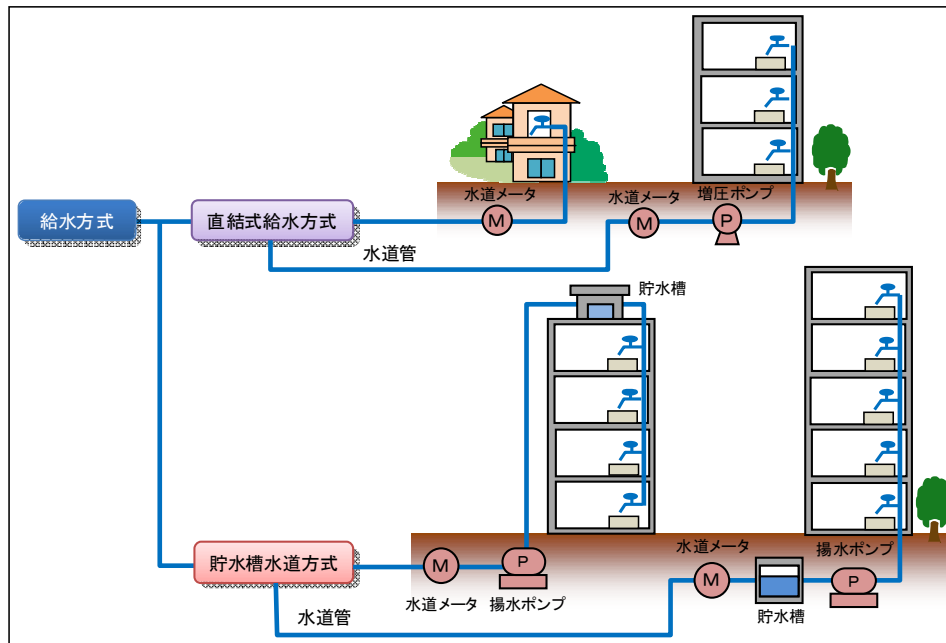 水道メータ
水道メータ
増圧ポンプ
給水方式
直結式給水方式
M
M
P
水道管
貯水槽
貯水槽水道方式
M
P
水道メータ
揚水ポンプ
水道メータ
揚水ポンプ
M
P
貯水槽
水道管